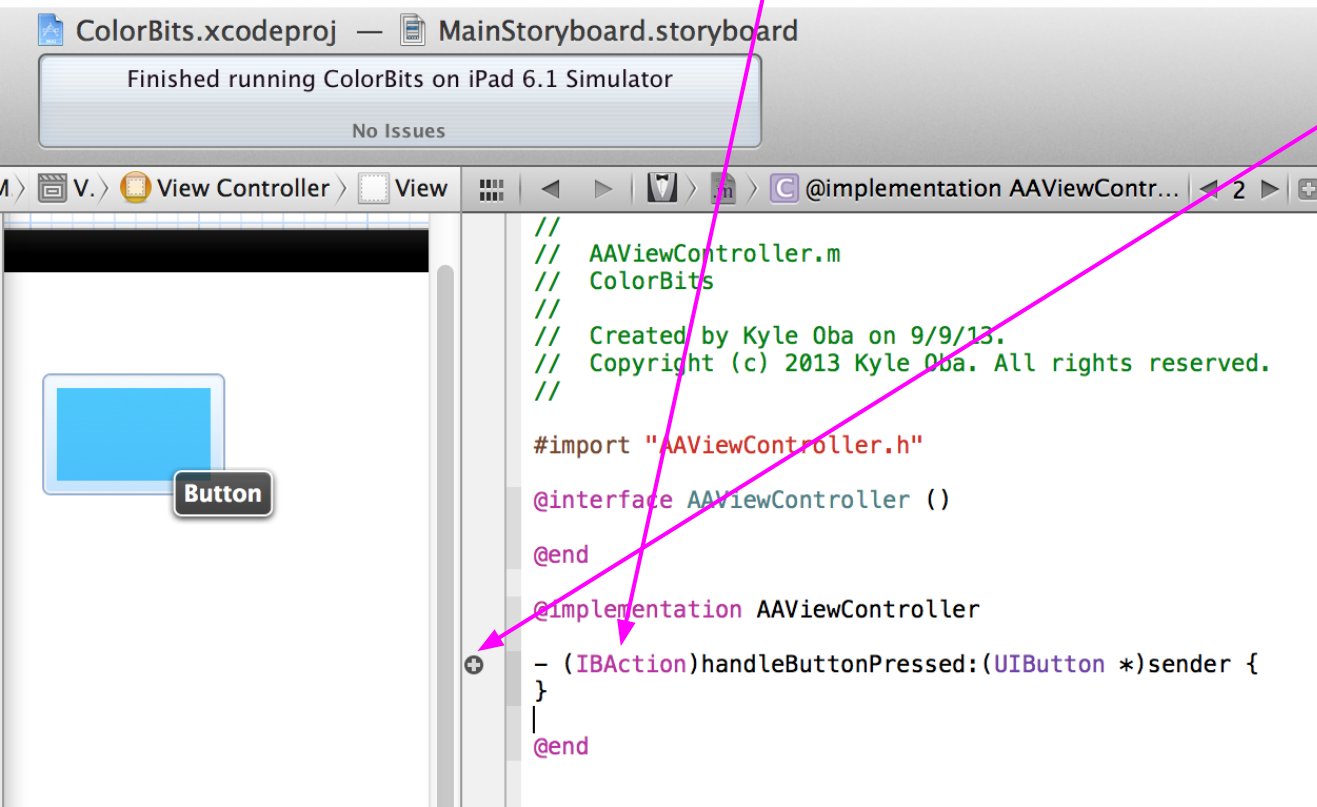 ColorBits.xcodeproj — MainStoryboard.storyboard
Finished running ColorBits on iPad 6.1 Simulator
No Issues
M V. View Controller View m C @implementation AAViewContr... 2
//
//  AAViewController.m
//  ColorBits
//
//  Created by Kyle Oba on 9/9/13.
//  Copyright (c) 2013 Kyle Oba. All rights reserved.
//
#import "AAViewController.h"
@interface AAViewController ()
Button
@end
@implementation AAViewController
- (IBAction)handleButtonPressed:(UIButton *)sender {
}
@end